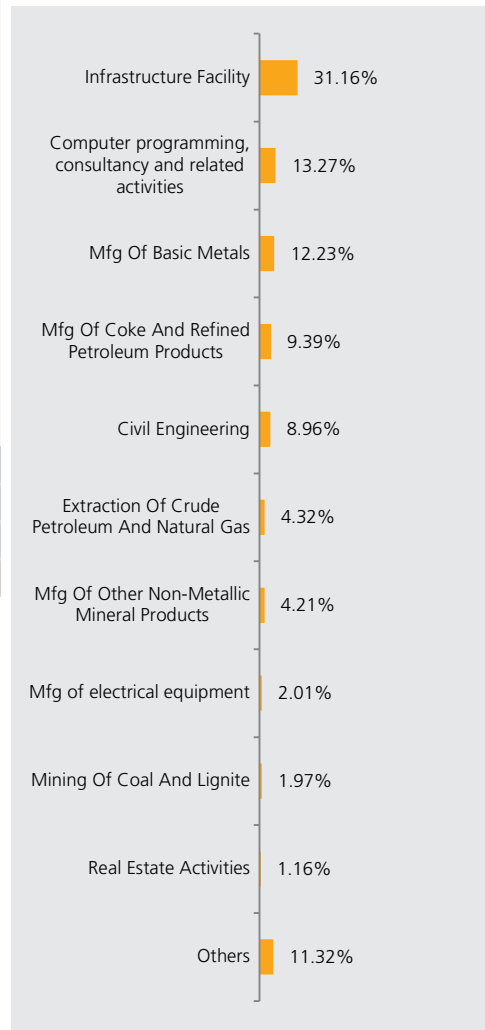 Infrastructure Facility 31.16%
Computer programming,
consultancy and related
activities
13.27%
Mfg Of Basic Metals 12.23%
Mfg Of Coke And Refined
Petroleum Products
9.39%
Civil Engineering 8.96%
Extraction Of Crude
Petroleum And Natural Gas
4.32%
Mfg Of Other Non-Metallic
Mineral Products
4.21%
Mfg of electrical equipment 2.01%
Mining Of Coal And Lignite 1.97%
Real Estate Activities 1.16%
Others 11.32%